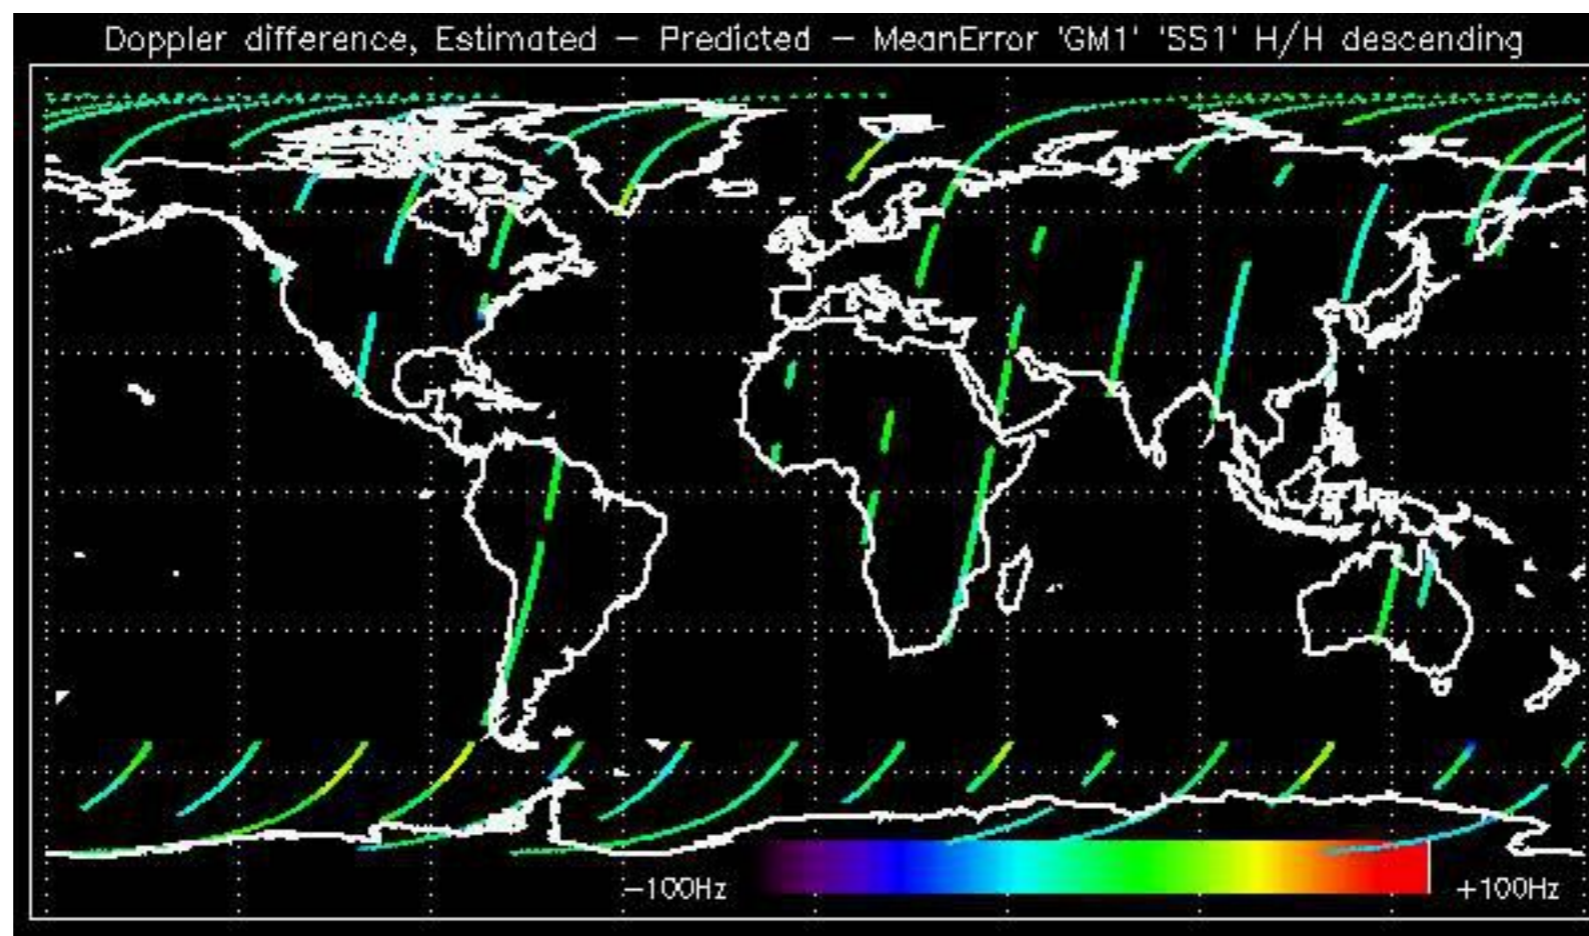 Doppler difference, Estimated – Predicted – MeanError 'GM1' 'SS1' H/H descending
–100Hz +100Hz